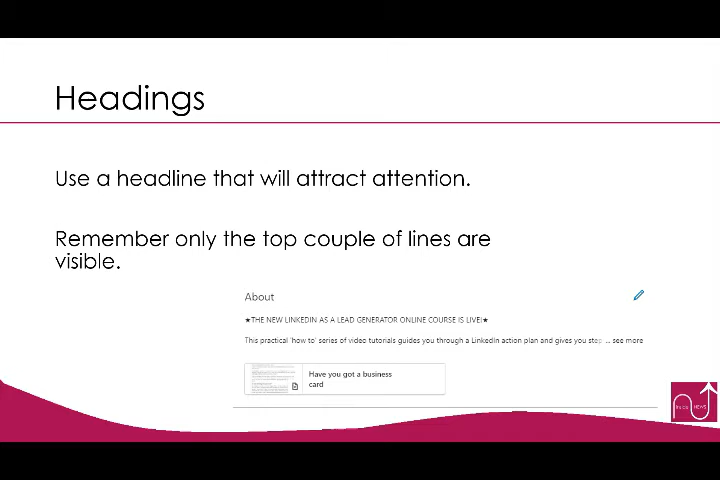 Headings
Use a headline that will attract attention.
Remember only the top couple of lines are
visible.
About
★THE NEW LINKEDIN AS A LEAD GENERATOR ONLINE COURSE IS LIVE!★
This practical 'how to' series of video tutorials guides you through a LinkedIn action plan and gives you step ... see more
Have you got a business
card
NEWS